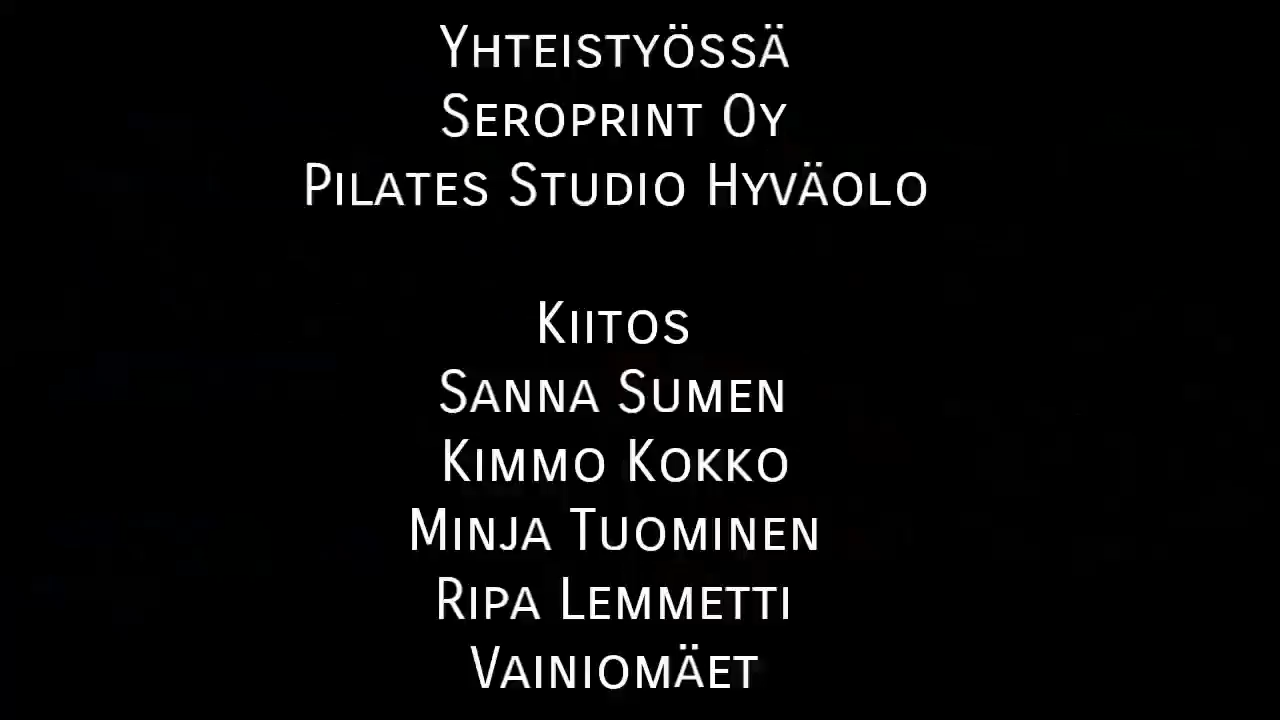 Yhteistyössä
Seroprint Oy
Pilates Studio Hyväolo
Kiitos
Sanna Sumen
Kimmo Kokko
Minja Tuominen
Ripa Lemmetti
Vainiomäet